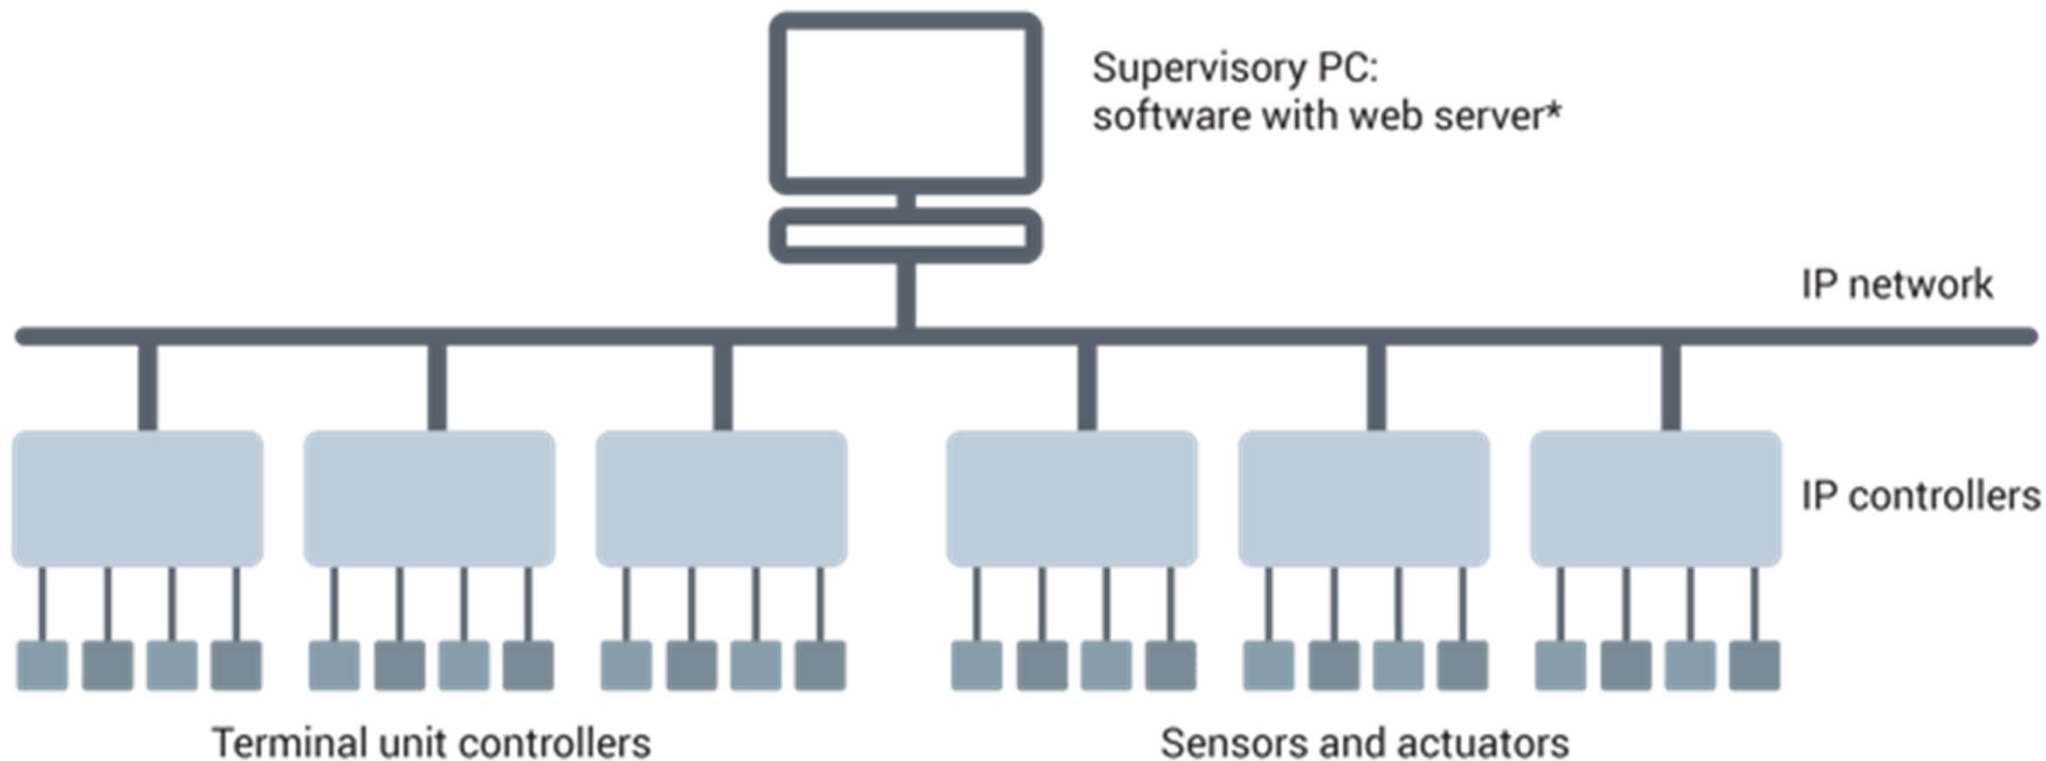 Supervisory PC:
software with web server*
IP network
IP controllers
Terminal unit controllers
Sensors and actuators